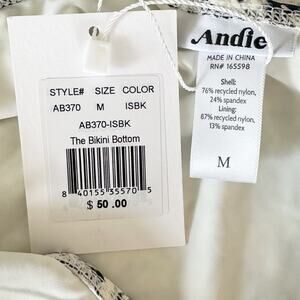 STYLE# SIZE COLOR
AB370 M ISBK
AB370-ISBK
The Bikini Bottom
8 40155 35570 5
$ 50.00
Andie
MADE IN CHINA
RN# 165598
Shell:
76% recycled nylon,
24% spandex
Lining:
87% recycled nylon,
13% spandex
M